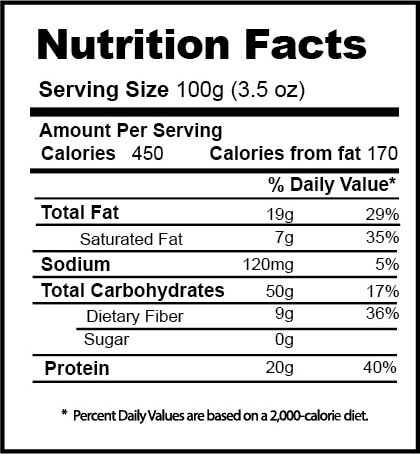 Nutrition Facts
Serving Size 100g (3.5 oz)
Amount Per Serving
Calories 450 Calories from fat 170
% Daily Value*
Total Fat 19g 29%
Saturated Fat 7g 35%
Sodium 120mg 5%
Total Carbohydrates 50g 17%
Dietary Fiber 9g 36%
Sugar 0g
Protein 20g 40%
* Percent Daily Values are based on a 2,000-calorie diet.